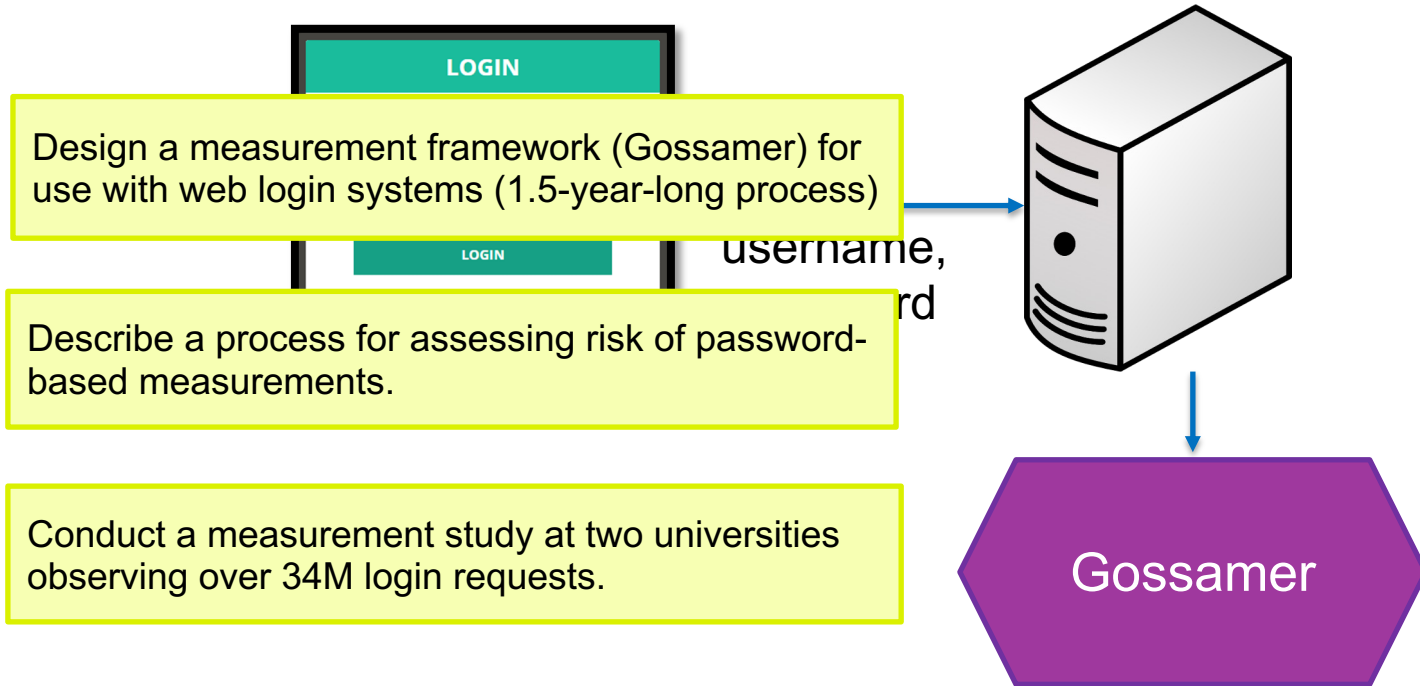 LOGIN
Design a measurement framework (Gossamer) for
use with web login systems (1.5-year-long process)
LOGIN
username,
rd
Describe a process for assessing risk of password-
based measurements.
Conduct a measurement study at two universities
observing over 34M login requests.
Gossamer